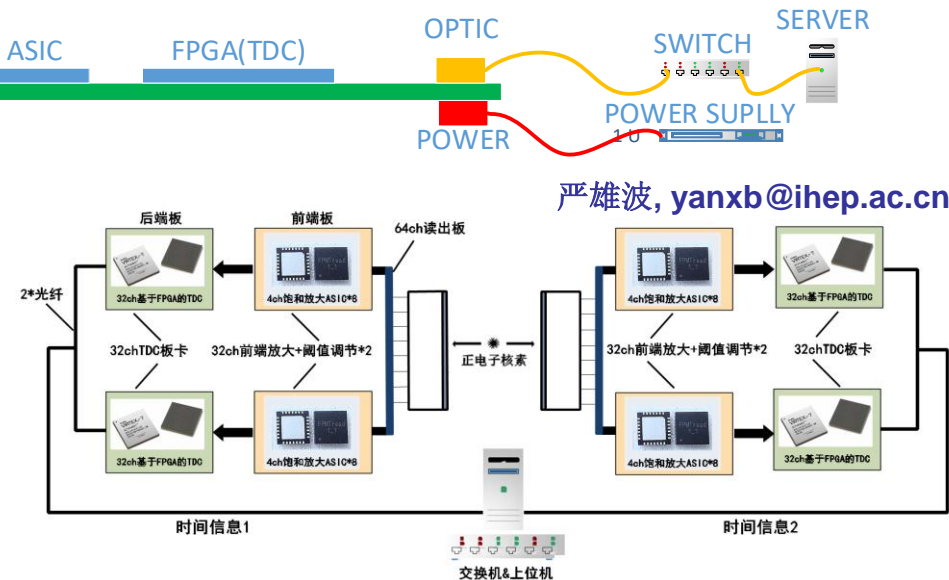 SERVER
OPTIC
ASIC
FPGA(TDC)
SWITCH
POWER SUPLLY
POWER
1 U
严雄波, yanxb@ihep.ac.cn
后端板
前端板
64ch读出板
32ch基于FPGA的TDC
4ch饱和放大ASIC*8
4ch饱和放大ASIC*8
32ch基于FPGA的TDC
2*光纤
32chTDC板卡
32ch前端放大+阈值调节*2
正电子核素
32ch前端放大+阈值调节*2
32chTDC板卡
32ch基于FPGA的TDC
4ch饱和放大ASIC*8
4ch饱和放大ASIC*8
32ch基于FPGA的TDC
时间信息1
时间信息2
交换机&上位机